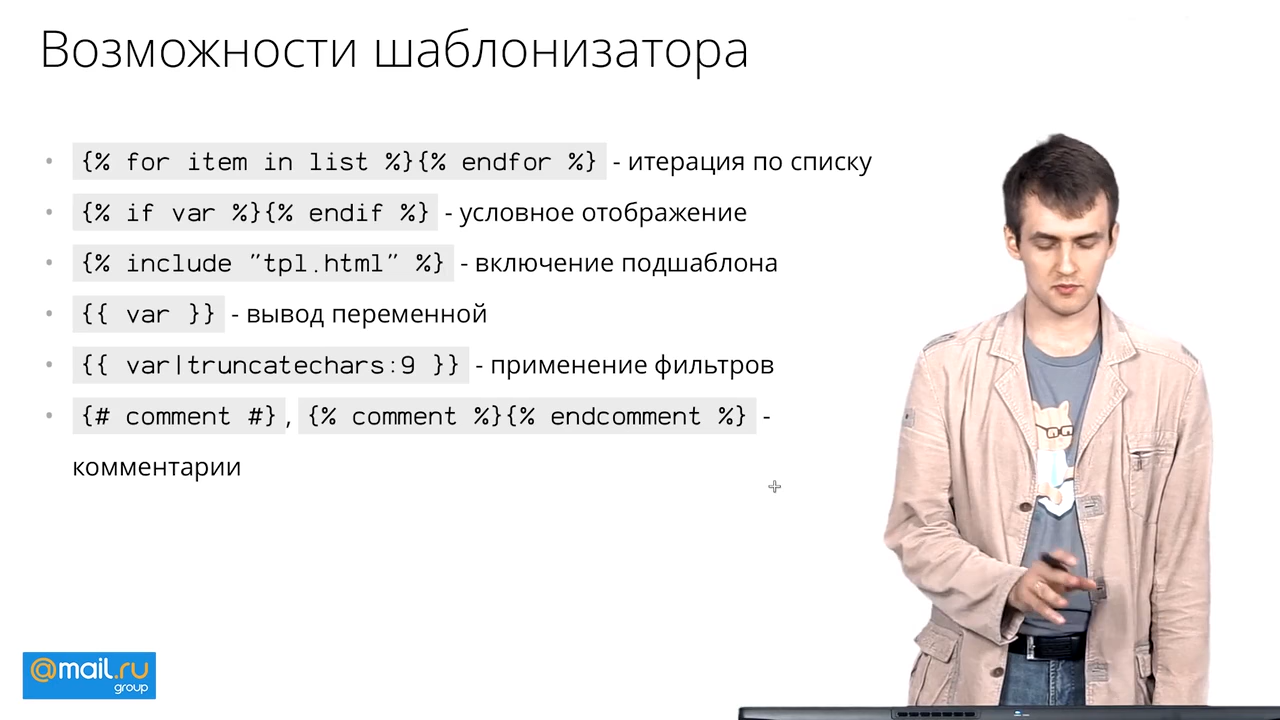 Возможности шаблонизатора
{% for item in list %}{% endfor %} - итерация по списку
{% if var %}{% endif %} - условное отображение
{% include "tpl.html" %} - включение подшаблона
{{ var }} - вывод переменной
{{ var|truncatechars:9 }} - применение фильтров
{# comment #}, {% comment %}{% endcomment %} -
комментарии
@mail.ru
group